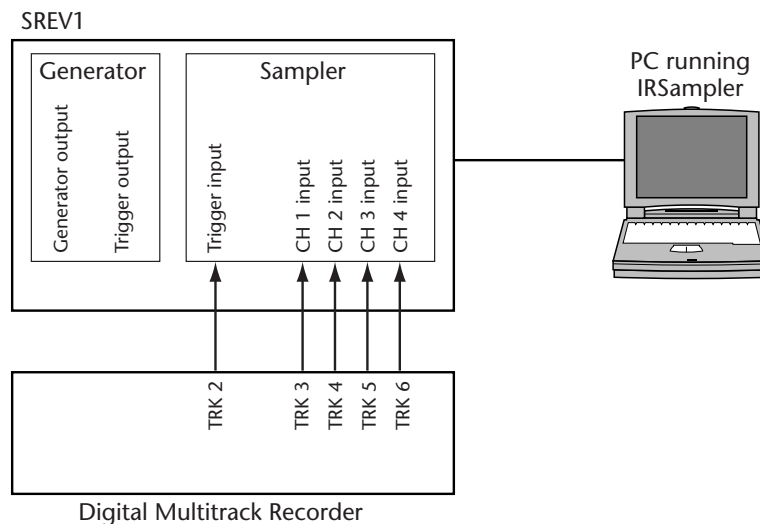 SREV1
Generator
Sampler
Generator output
Trigger output
Trigger input
CH 1 input
CH 2 input
CH 3 input
CH 4 input
PC running
IRSampler
TRK 2
TRK 3
TRK 4
TRK 5
TRK 6
Digital Multitrack Recorder